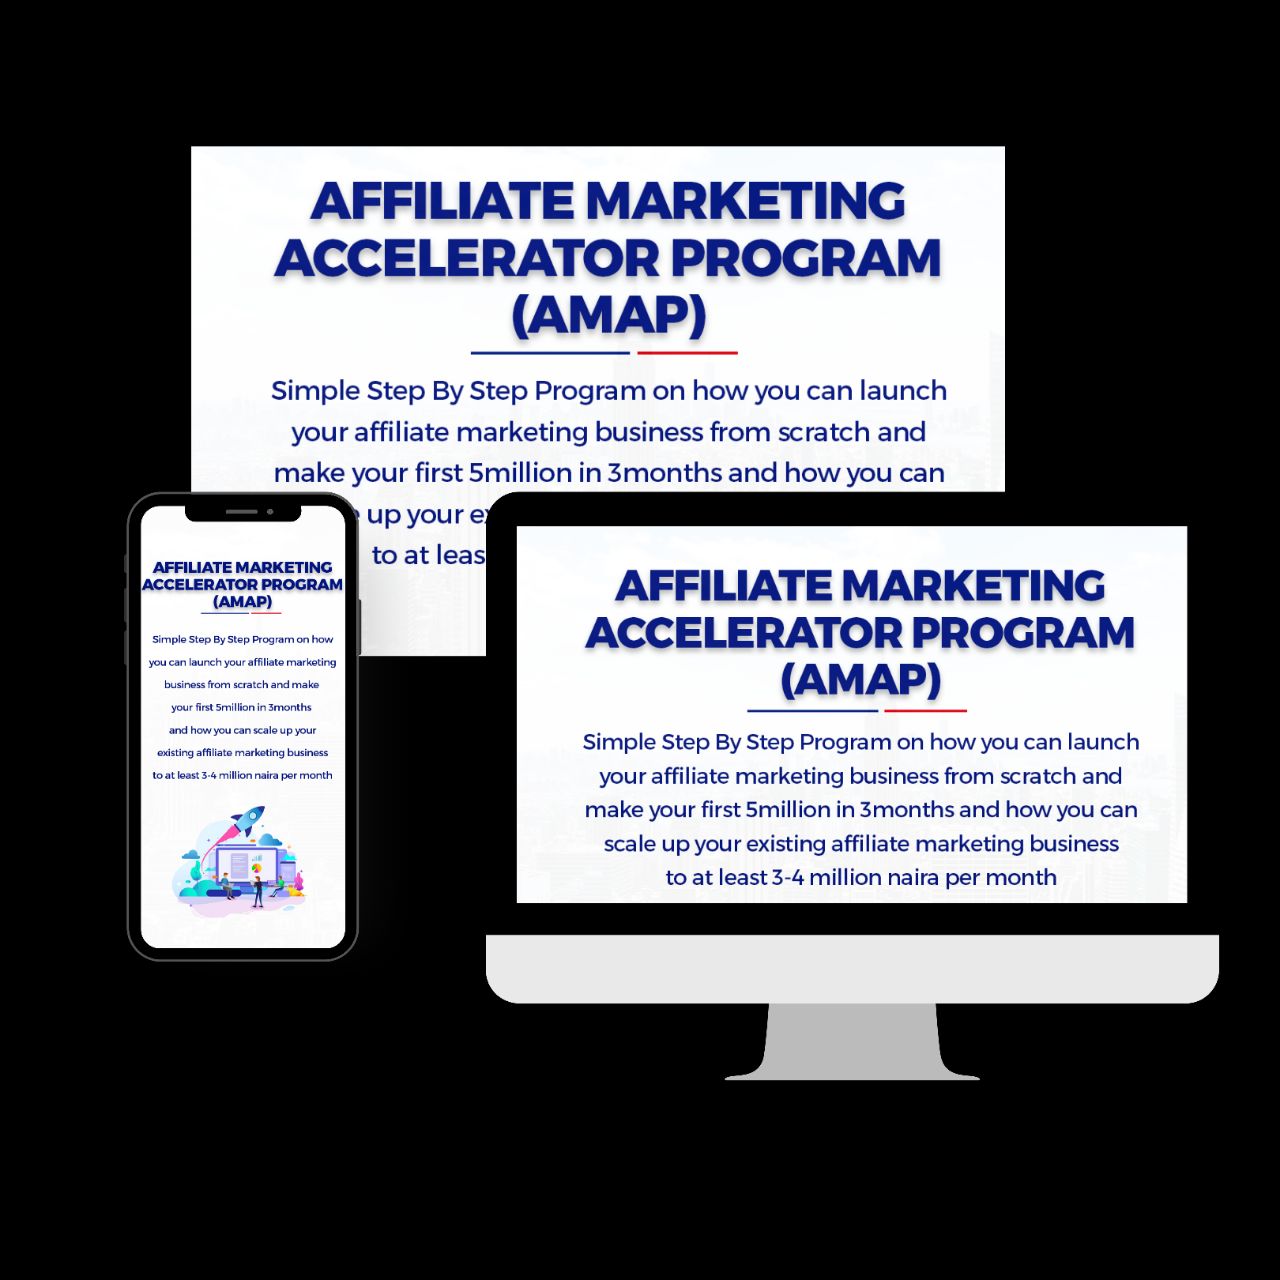 AFFILIATE MARKETING
ACCELERATOR PROGRAM
(AMAP)
Simple Step By Step Program on how you can launch
your affiliate marketing business from scratch and
make your first 5million in 3months and how you can
up your
to at leas
AFFILIATE MARKETING
ACCELERATOR PROGRAM
(AMAP)
Simple Step By Step Program on how
you can launch your affiliate marketing
business from scratch and make
your first 5million in 3months
and how you can scale up your
existing affiliate marketing business
to at least 3-4 million naira per month
AFFILIATE MARKETING
ACCELERATOR PROGRAM
(AMAP)
Simple Step By Step Program on how you can launch
your affiliate marketing business from scratch and
make your first 5million in 3months and how you can
scale up your existing affiliate marketing business
to at least 3-4 million naira per month